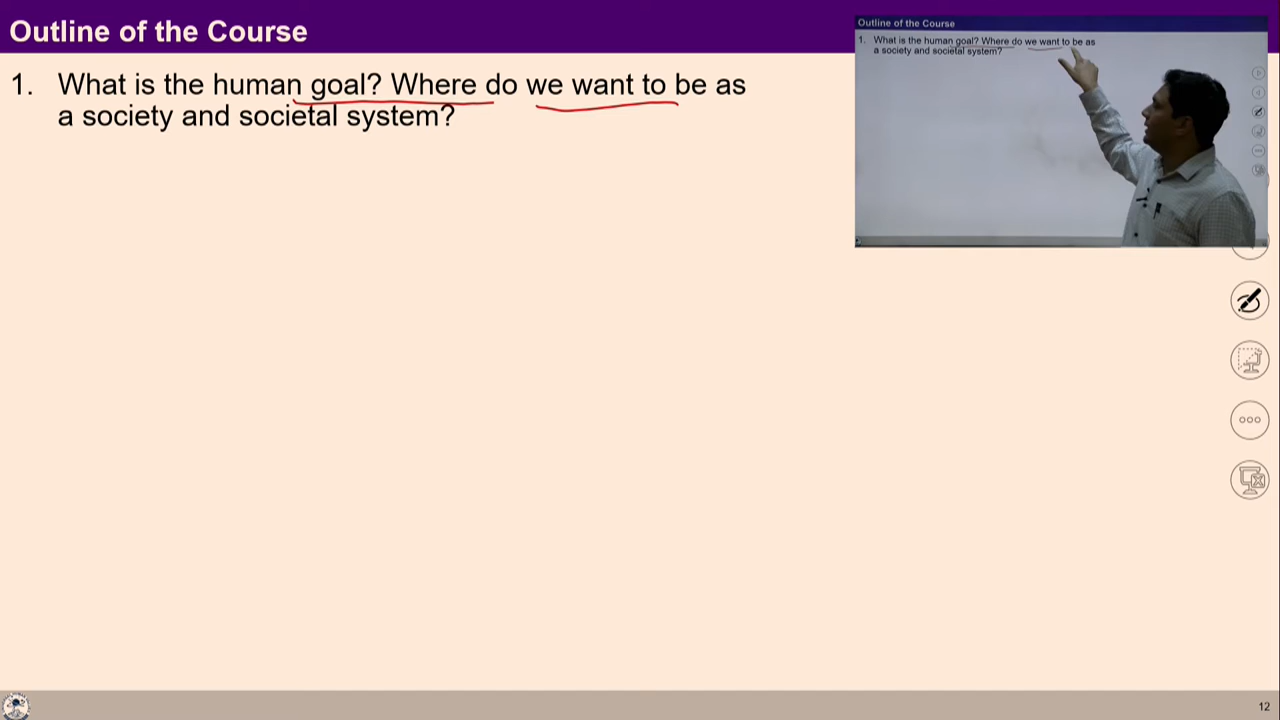 Outline of the Course
1. What is the human goal? Where do we want to be as
a society and societal system?
Outline of the Course
1. What is the human goal? Where do we want to be as
a society and societal system?
12